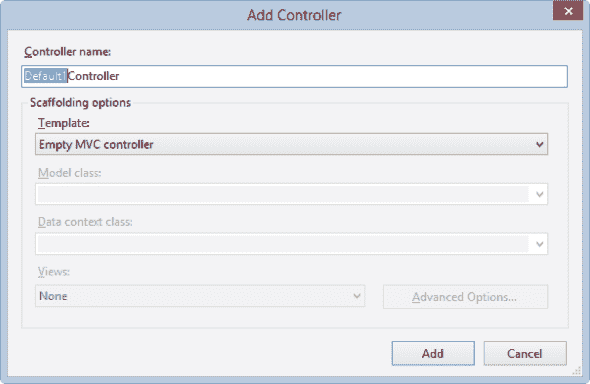 Add Controller
Controller name:
Default1Controller
Scaffolding options
Template:
Empty MVC controller
Model class:
Data context class:
Views:
None
Advanced Options...
Add
Cancel